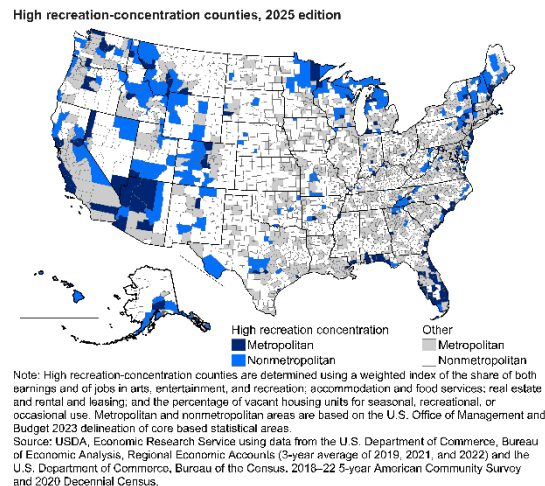 High recreation-concentration counties, 2025 edition
High recreation concentration
Metropolitan
Nonmetropolitan
Other
Metropolitan
Nonmetropolitan
Note: High recreation-concentration counties are determined using a weighted index of the share of both
earnings and of jobs in arts, entertainment, and recreation; accommodation and food services; real estate
and rental and leasing; and the percentage of vacant housing units for seasonal, recreational, or
occasional use. Metropolitan and nonmetropolitan areas are based on the U.S. Office of Management and
Budget 2023 delineation of core based statistical areas.
Source: USDA, Economic Research Service using data from the U.S. Department of Commerce, Bureau
of Economic Analysis, Regional Economic Accounts (3-year average of 2019, 2021, and 2022) and the
U.S. Department of Commerce, Bureau of the Census, 2018–22 5-year American Community Survey
and 2020 Decennial Census.